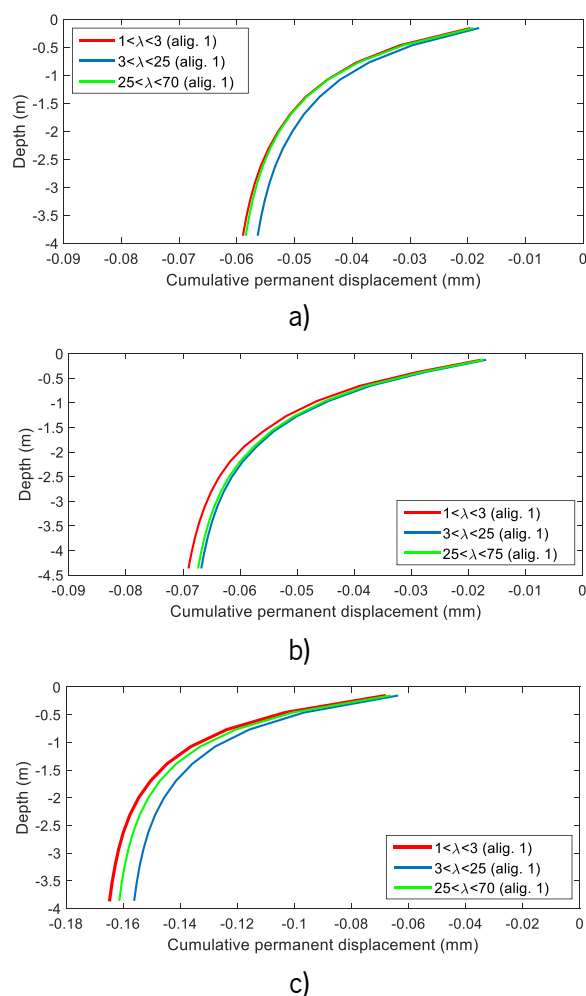 0
-0.5
-1
-1.5
-2
-2.5
-3
-3.5
-4
Depth (m)
1<λ<3 (alig. 1)
3<λ<25 (alig. 1)
25<λ<70 (alig. 1)
-0.09 -0.08 -0.07 -0.06 -0.05 -0.04 -0.03 -0.02 -0.01 0
Cumulative permanent displacement (mm)
a)
0
-0.5
-1
-1.5
-2
-2.5
-3
-3.5
-4
-4.5
Depth (m)
1<λ<3 (alig. 1)
3<λ<25 (alig. 1)
25<λ<75 (alig. 1)
-0.09 -0.08 -0.07 -0.06 -0.05 -0.04 -0.03 -0.02 -0.01 0
Cumulative permanent displacement (mm)
b)
0
-0.5
-1
-1.5
-2
-2.5
-3
-3.5
-4
Depth (m)
1<λ<3 (alig. 1)
3<λ<25 (alig. 1)
25<λ<70 (alig. 1)
-0.18 -0.16 -0.14 -0.12 -0.1 -0.08 -0.06 -0.04 -0.02 0
Cumulative permanent displacement (mm)
c)